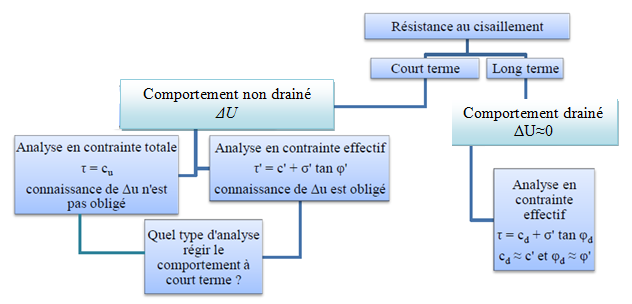 Résistance au cisaillement
Court terme
Long terme
Comportement non drainé
ΔU
Comportement drainé
ΔU≈0
Analyse en contrainte totale
τ = cu
connaissance de Δu n'est
pas obligé
Analyse en contrainte effectif
τ' = c' + σ' tan φ'
connaissance de Δu est obligé
Analyse en
contrainte
effectif
τ = cd + σ' tan φd
cd ≈ c' et φd ≈ φ'
Quel type d'analyse
régir le
comportement à
court terme ?